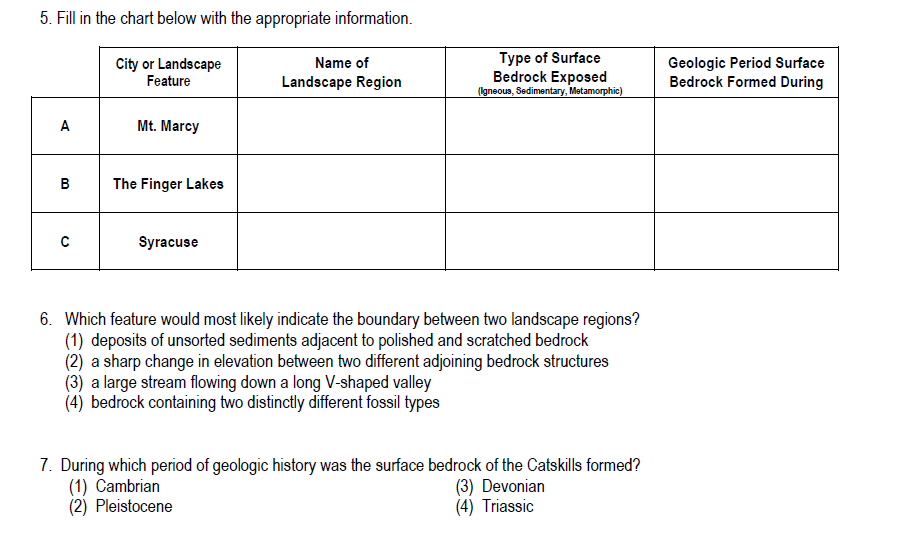 5. Fill in the chart below with the appropriate information.
City or Landscape Feature
Name of Landscape Region
Type of Surface Bedrock Exposed
(Igneous, Sedimentary, Metamorphic)
Geologic Period Surface Bedrock Formed During
A Mt. Marcy
B The Finger Lakes
C Syracuse
6. Which feature would most likely indicate the boundary between two landscape regions?
(1) deposits of unsorted sediments adjacent to polished and scratched bedrock
(2) a sharp change in elevation between two different adjoining bedrock structures
(3) a large stream flowing down a long V-shaped valley
(4) bedrock containing two distinctly different fossil types
7. During which period of geologic history was the surface bedrock of the Catskills formed?
(1) Cambrian (3) Devonian
(2) Pleistocene (4) Triassic